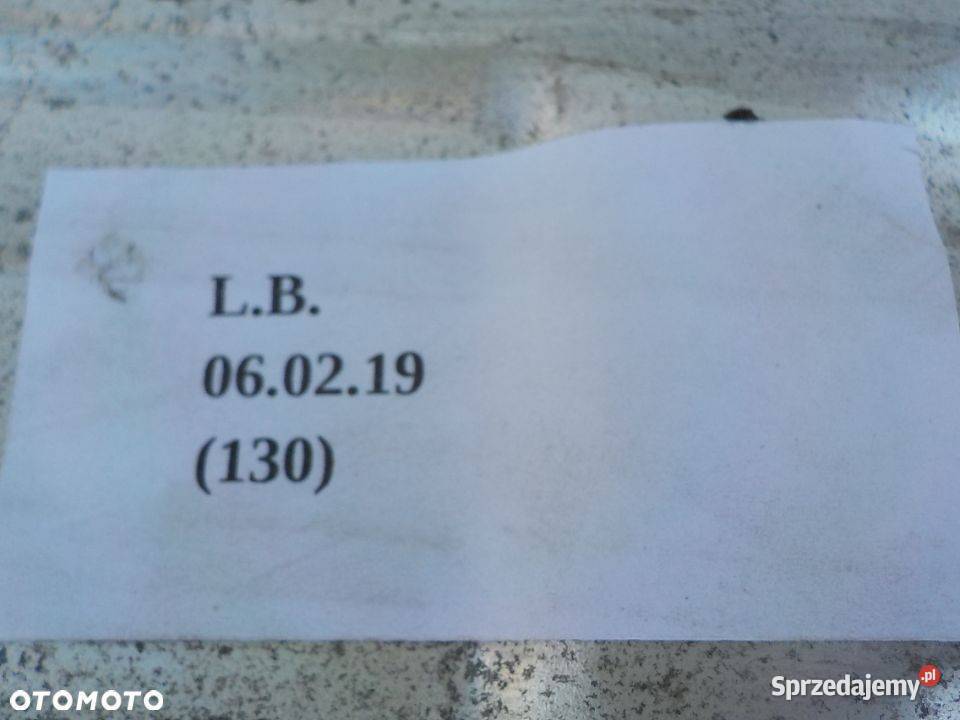 L.B.
06.02.19
(130)
OTOMOTO
Sprzedajemy.pl